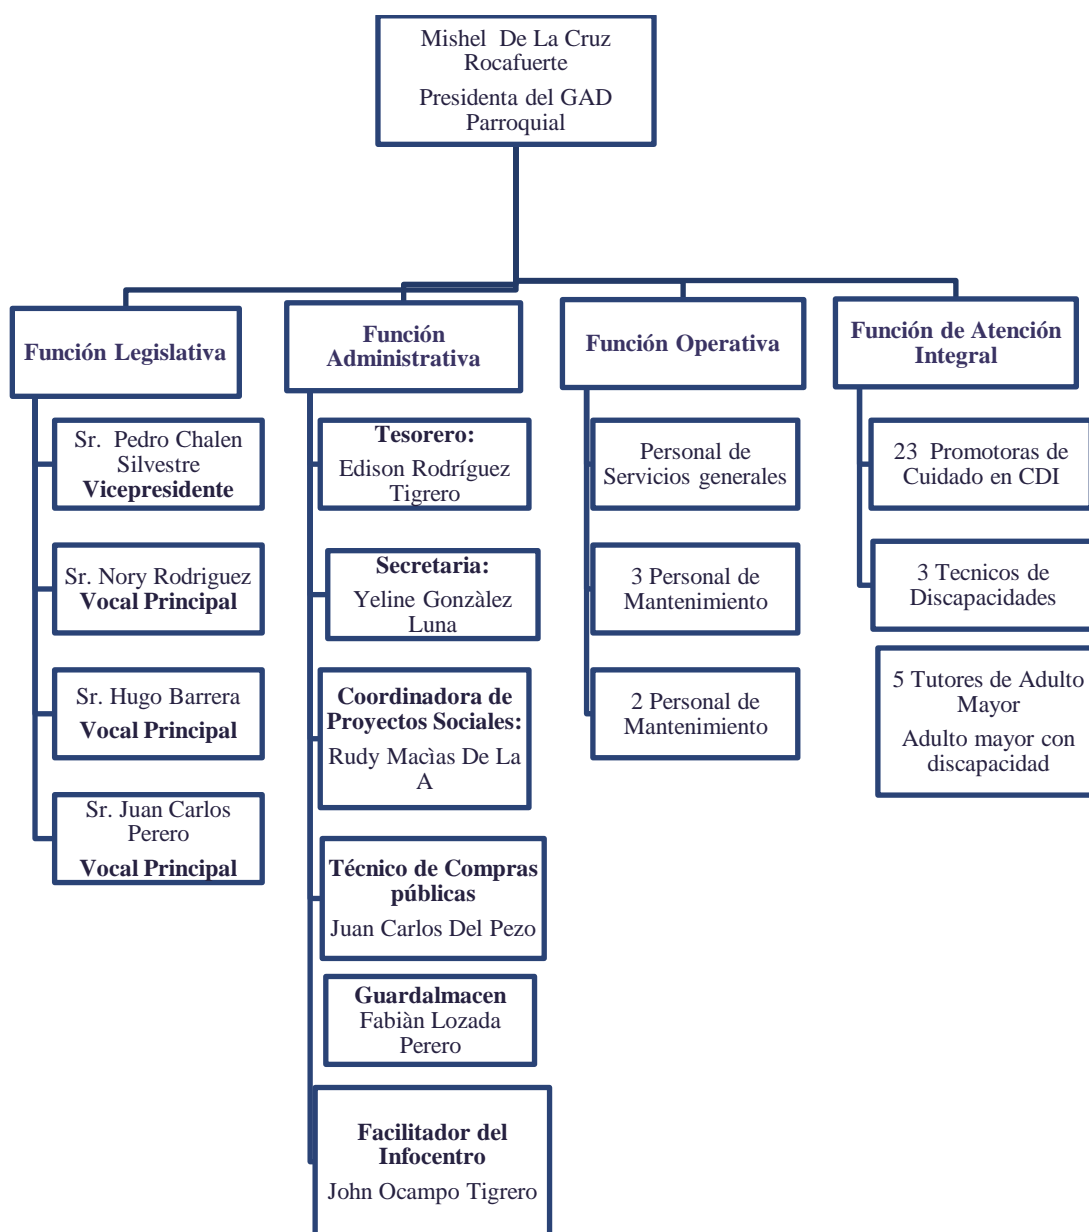 Mishel De La Cruz
Rocafuerte
Presidenta del GAD
Parroquial
Función Legislativa
Sr. Pedro Chalen
Silvestre
Vicepresidente
Sr. Nory Rodriguez
Vocal Principal
Sr. Hugo Barrera
Vocal Principal
Sr. Juan Carlos
Perero
Vocal Principal
Función
Administrativa
Tesorero:
Edison Rodríguez
Tigrero
Secretaria:
Yeline Gonzàlez
Luna
Coordinadora de
Proyectos Sociales:
Rudy Macìas De La
A
Técnico de Compras
públicas
Juan Carlos Del Pezo
Guardalmacen
Fabiàn Lozada
Perero
Facilitador del
Infocentro
John Ocampo Tigrero
Función Operativa
Personal de
Servicios generales
3 Personal de
Mantenimiento
2 Personal de
Mantenimiento
Función de Atención
Integral
23 Promotoras de
Cuidado en CDI
3 Tecnicos de
Discapacidades
5 Tutores de Adulto
Mayor
Adulto mayor con
discapacidad